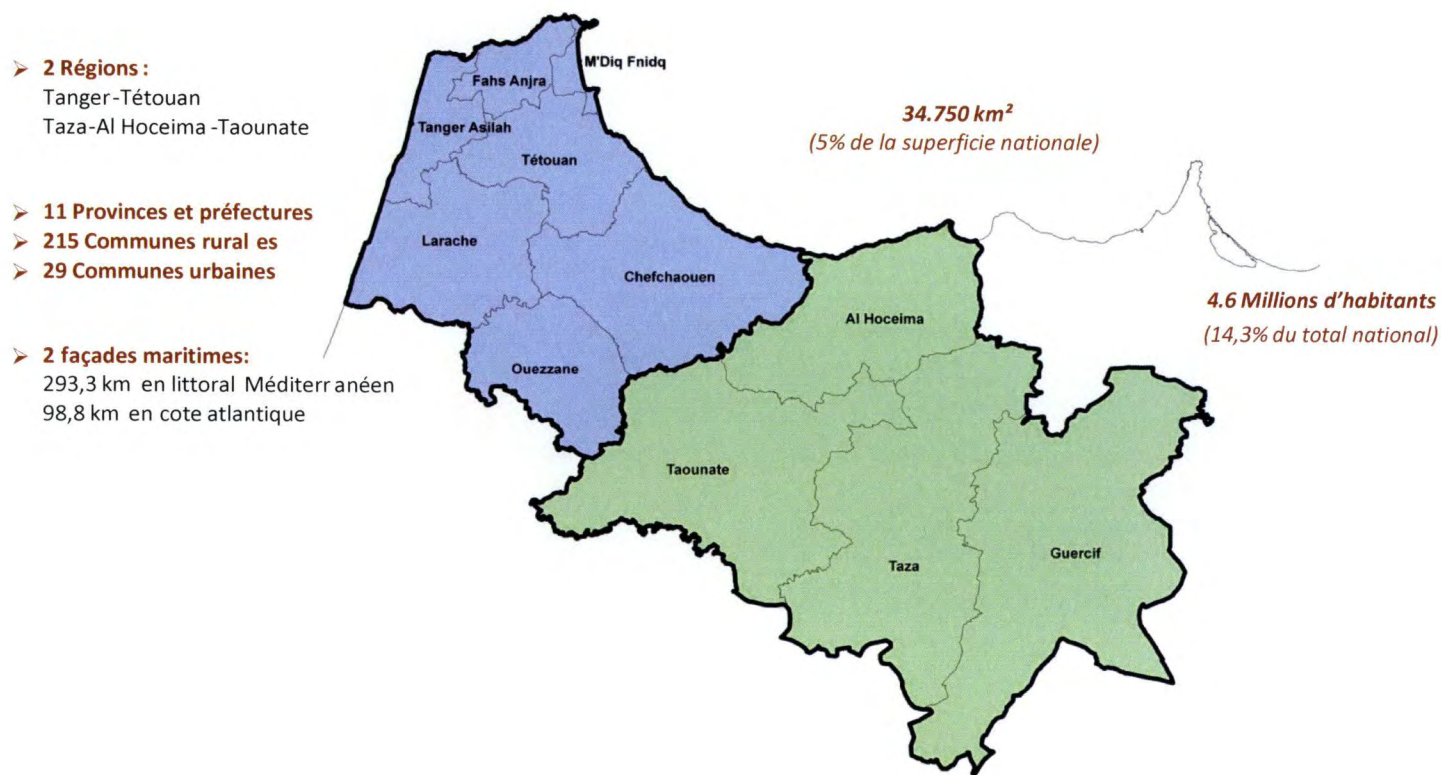 ➢ 2 Régions :
Tanger-Tétouan
Taza-Al Hoceima -Taounate
➢ 11 Provinces et préfectures
➢ 215 Communes rural es
➢ 29 Communes urbaines
➢ 2 façades maritimes:
293,3 km en littoral Méditerr anéen
98,8 km en cote atlantique
M'Diq Fnidq
Fahs Anjra
Tanger Asilah
Tétouan
Larache
Chefchaouen
Ouezzane
Al Hoceima
Taounate
Taza
Guercif
34.750 km²
(5% de la superficie nationale)
4.6 Millions d'habitants
(14,3% du total national)